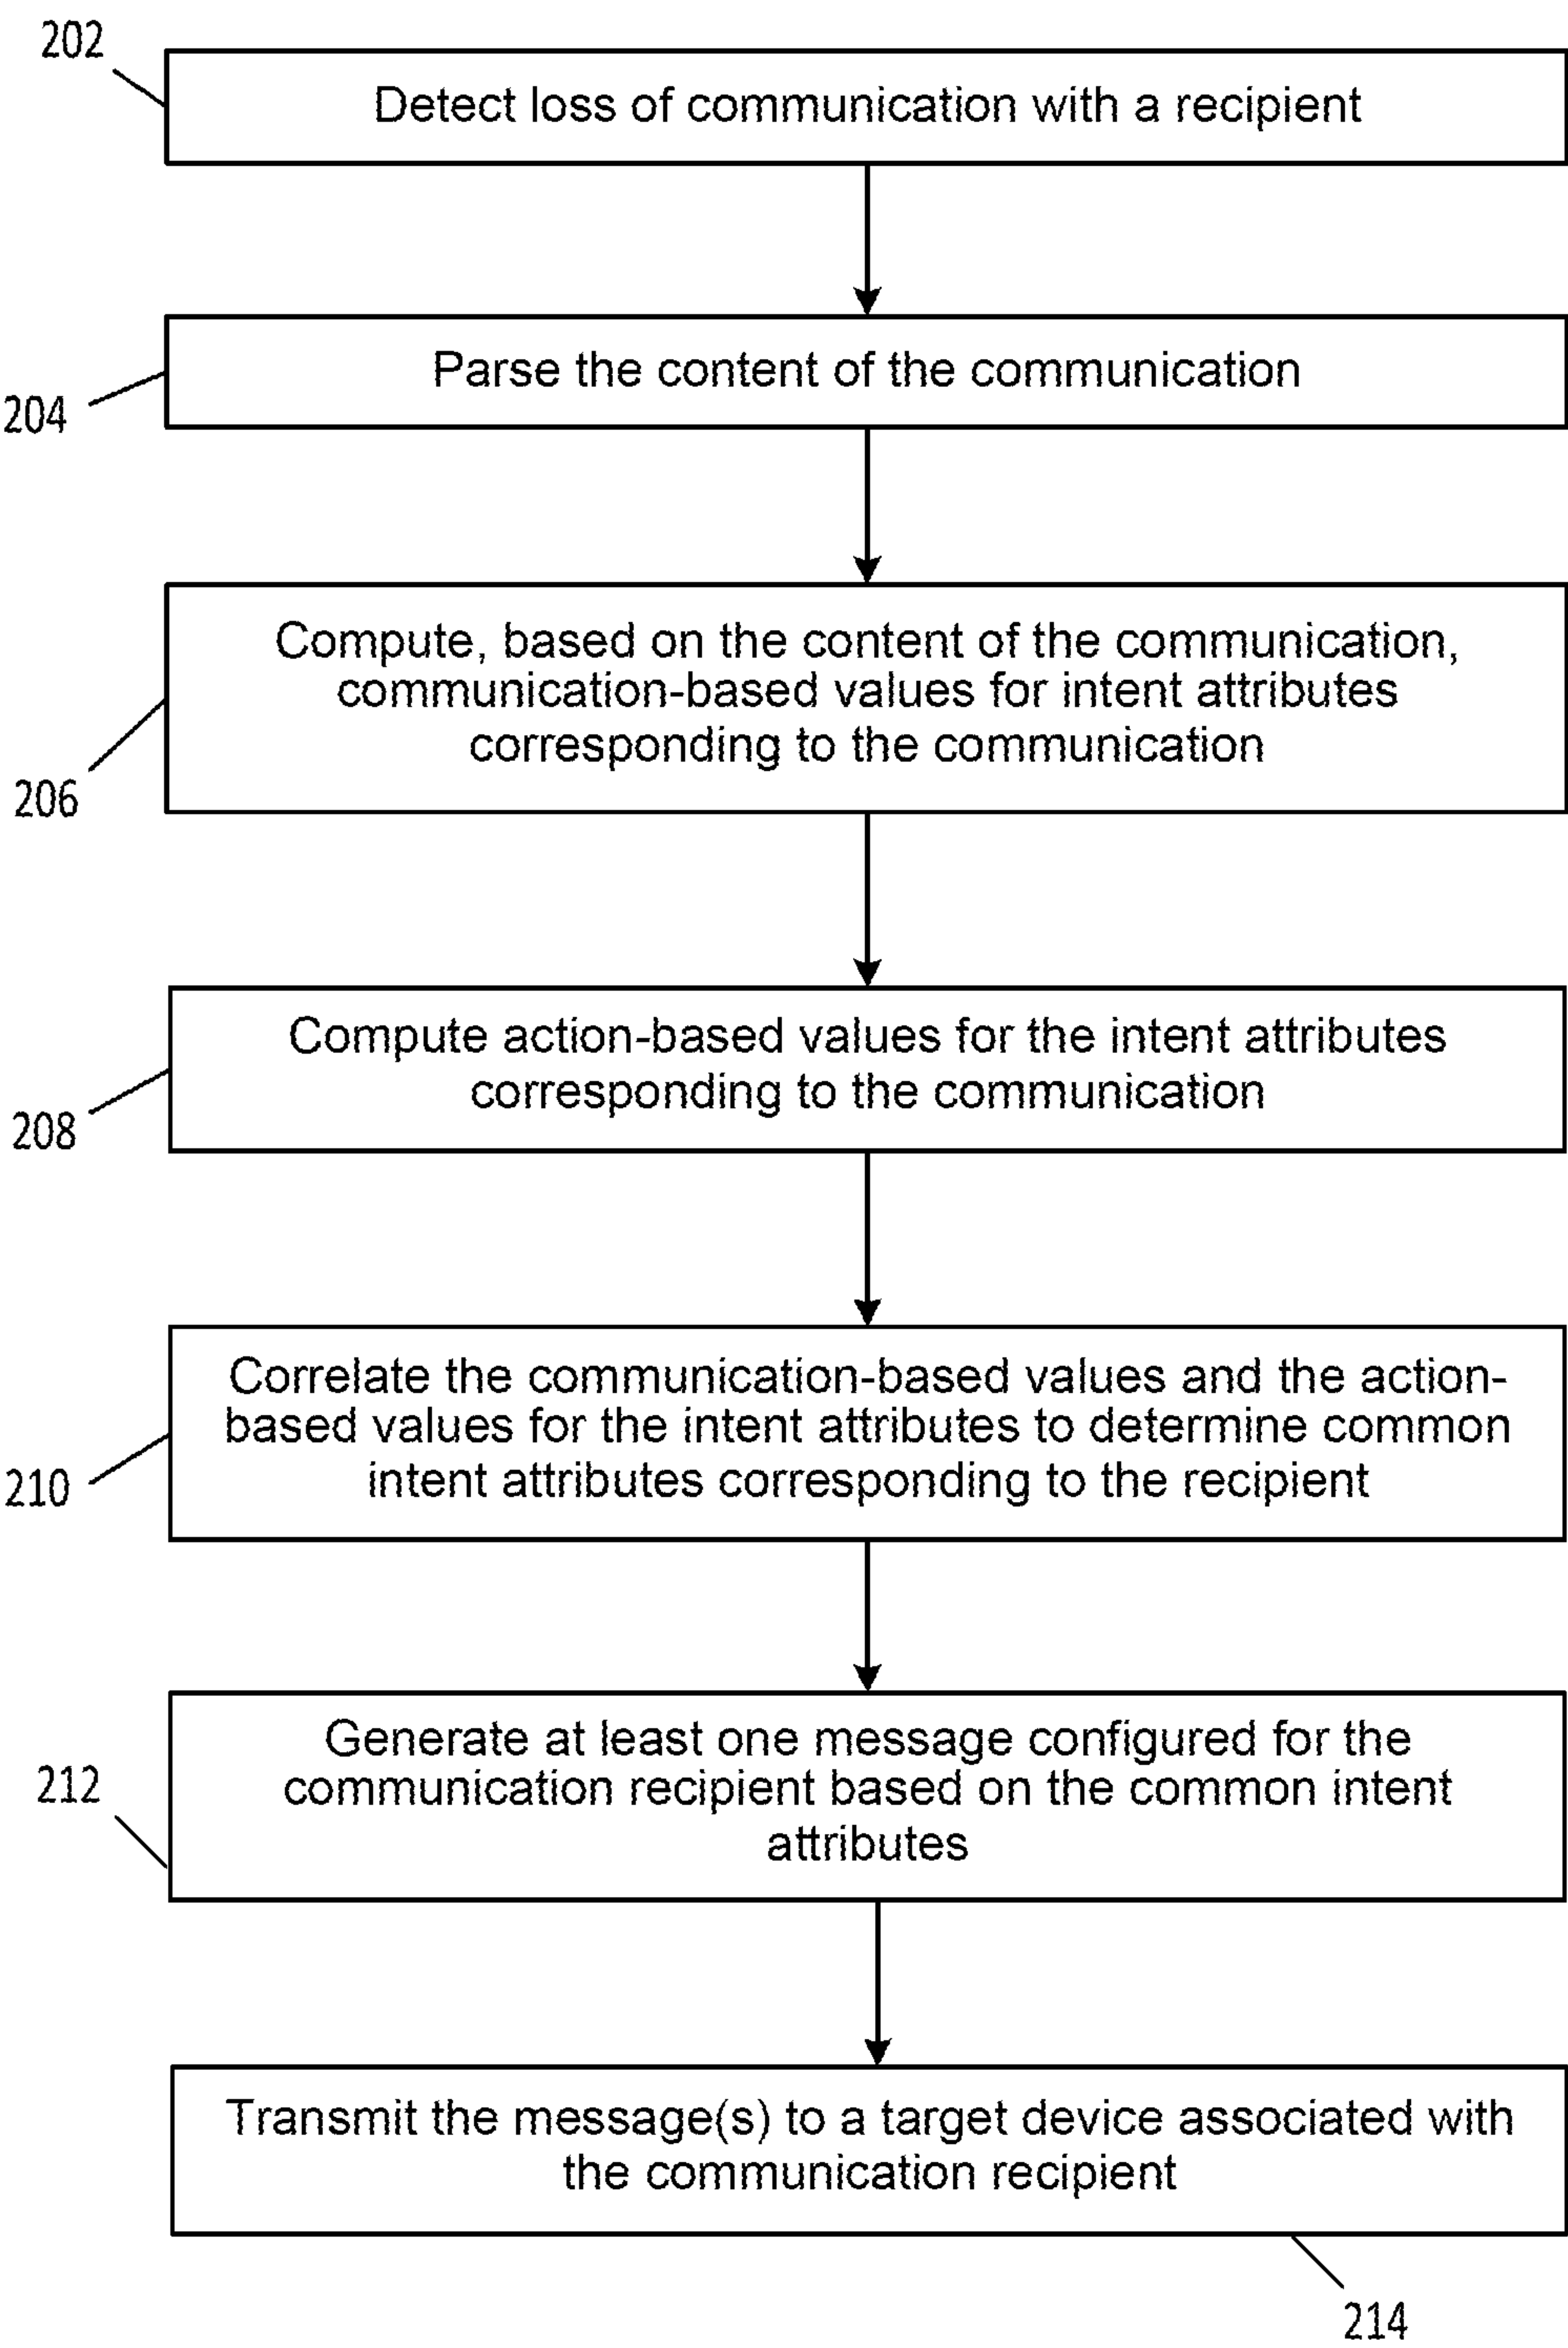 202
Detect loss of communication with a recipient
Parse the content of the communication
204
Compute, based on the content of the communication,
communication-based values for intent attributes
corresponding to the communication
206
Compute action-based values for the intent attributes
corresponding to the communication
208
Correlate the communication-based values and the action-
based values for the intent attributes to determine common
intent attributes corresponding to the recipient
210
Generate at least one message configured for the
communication recipient based on the common intent
attributes
212
Transmit the message(s) to a target device associated with
the communication recipient
214